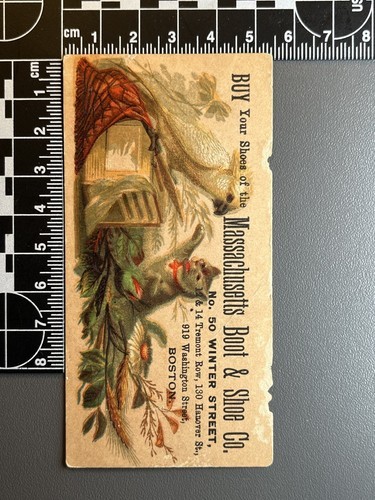 BUY Your Shoes of the Massachusetts Boot & Shoe Co.
No. 50 WINTER STREET,
& 14 Tremont Row, 130 Hanover St.,
919 Washington Street,
BOSTON.
cm 1 2 3 4 5 6 7 8
cm 1 2 3 4 5 6 7 8